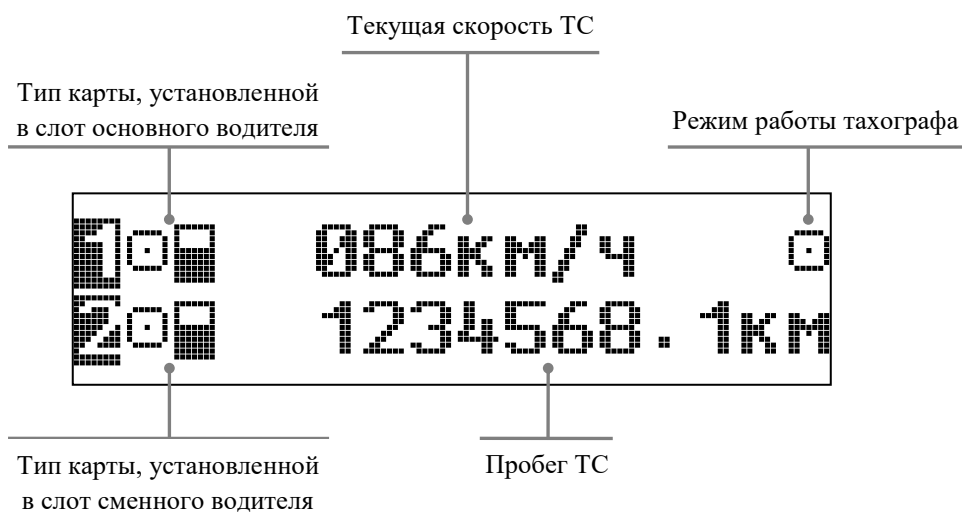 Текущая скорость ТС
Тип карты, установленной
в слот основного водителя
Режим работы тахографа
1 086км/ч
2 1234568.1км
Тип карты, установленной
в слот сменного водителя
Пробег ТС